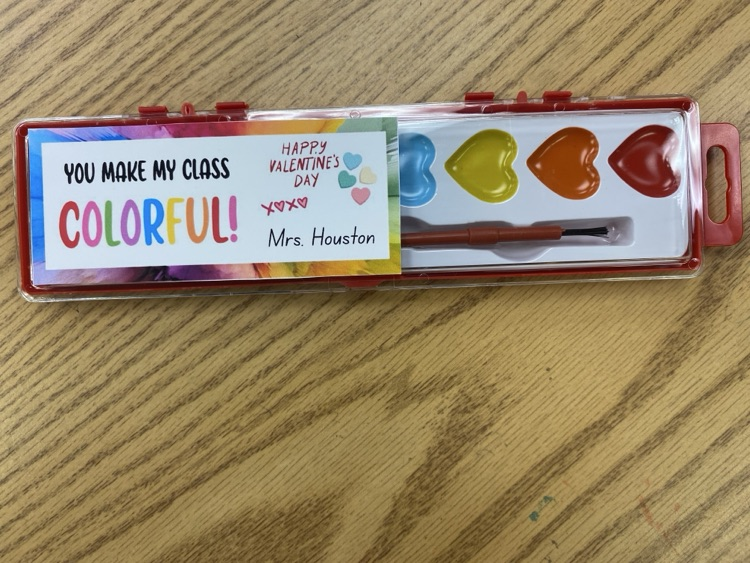 YOU MAKE MY CLASS
COLORFUL!
HAPPY
VALENTINE'S
DAY
XOXO
Mrs. Houston